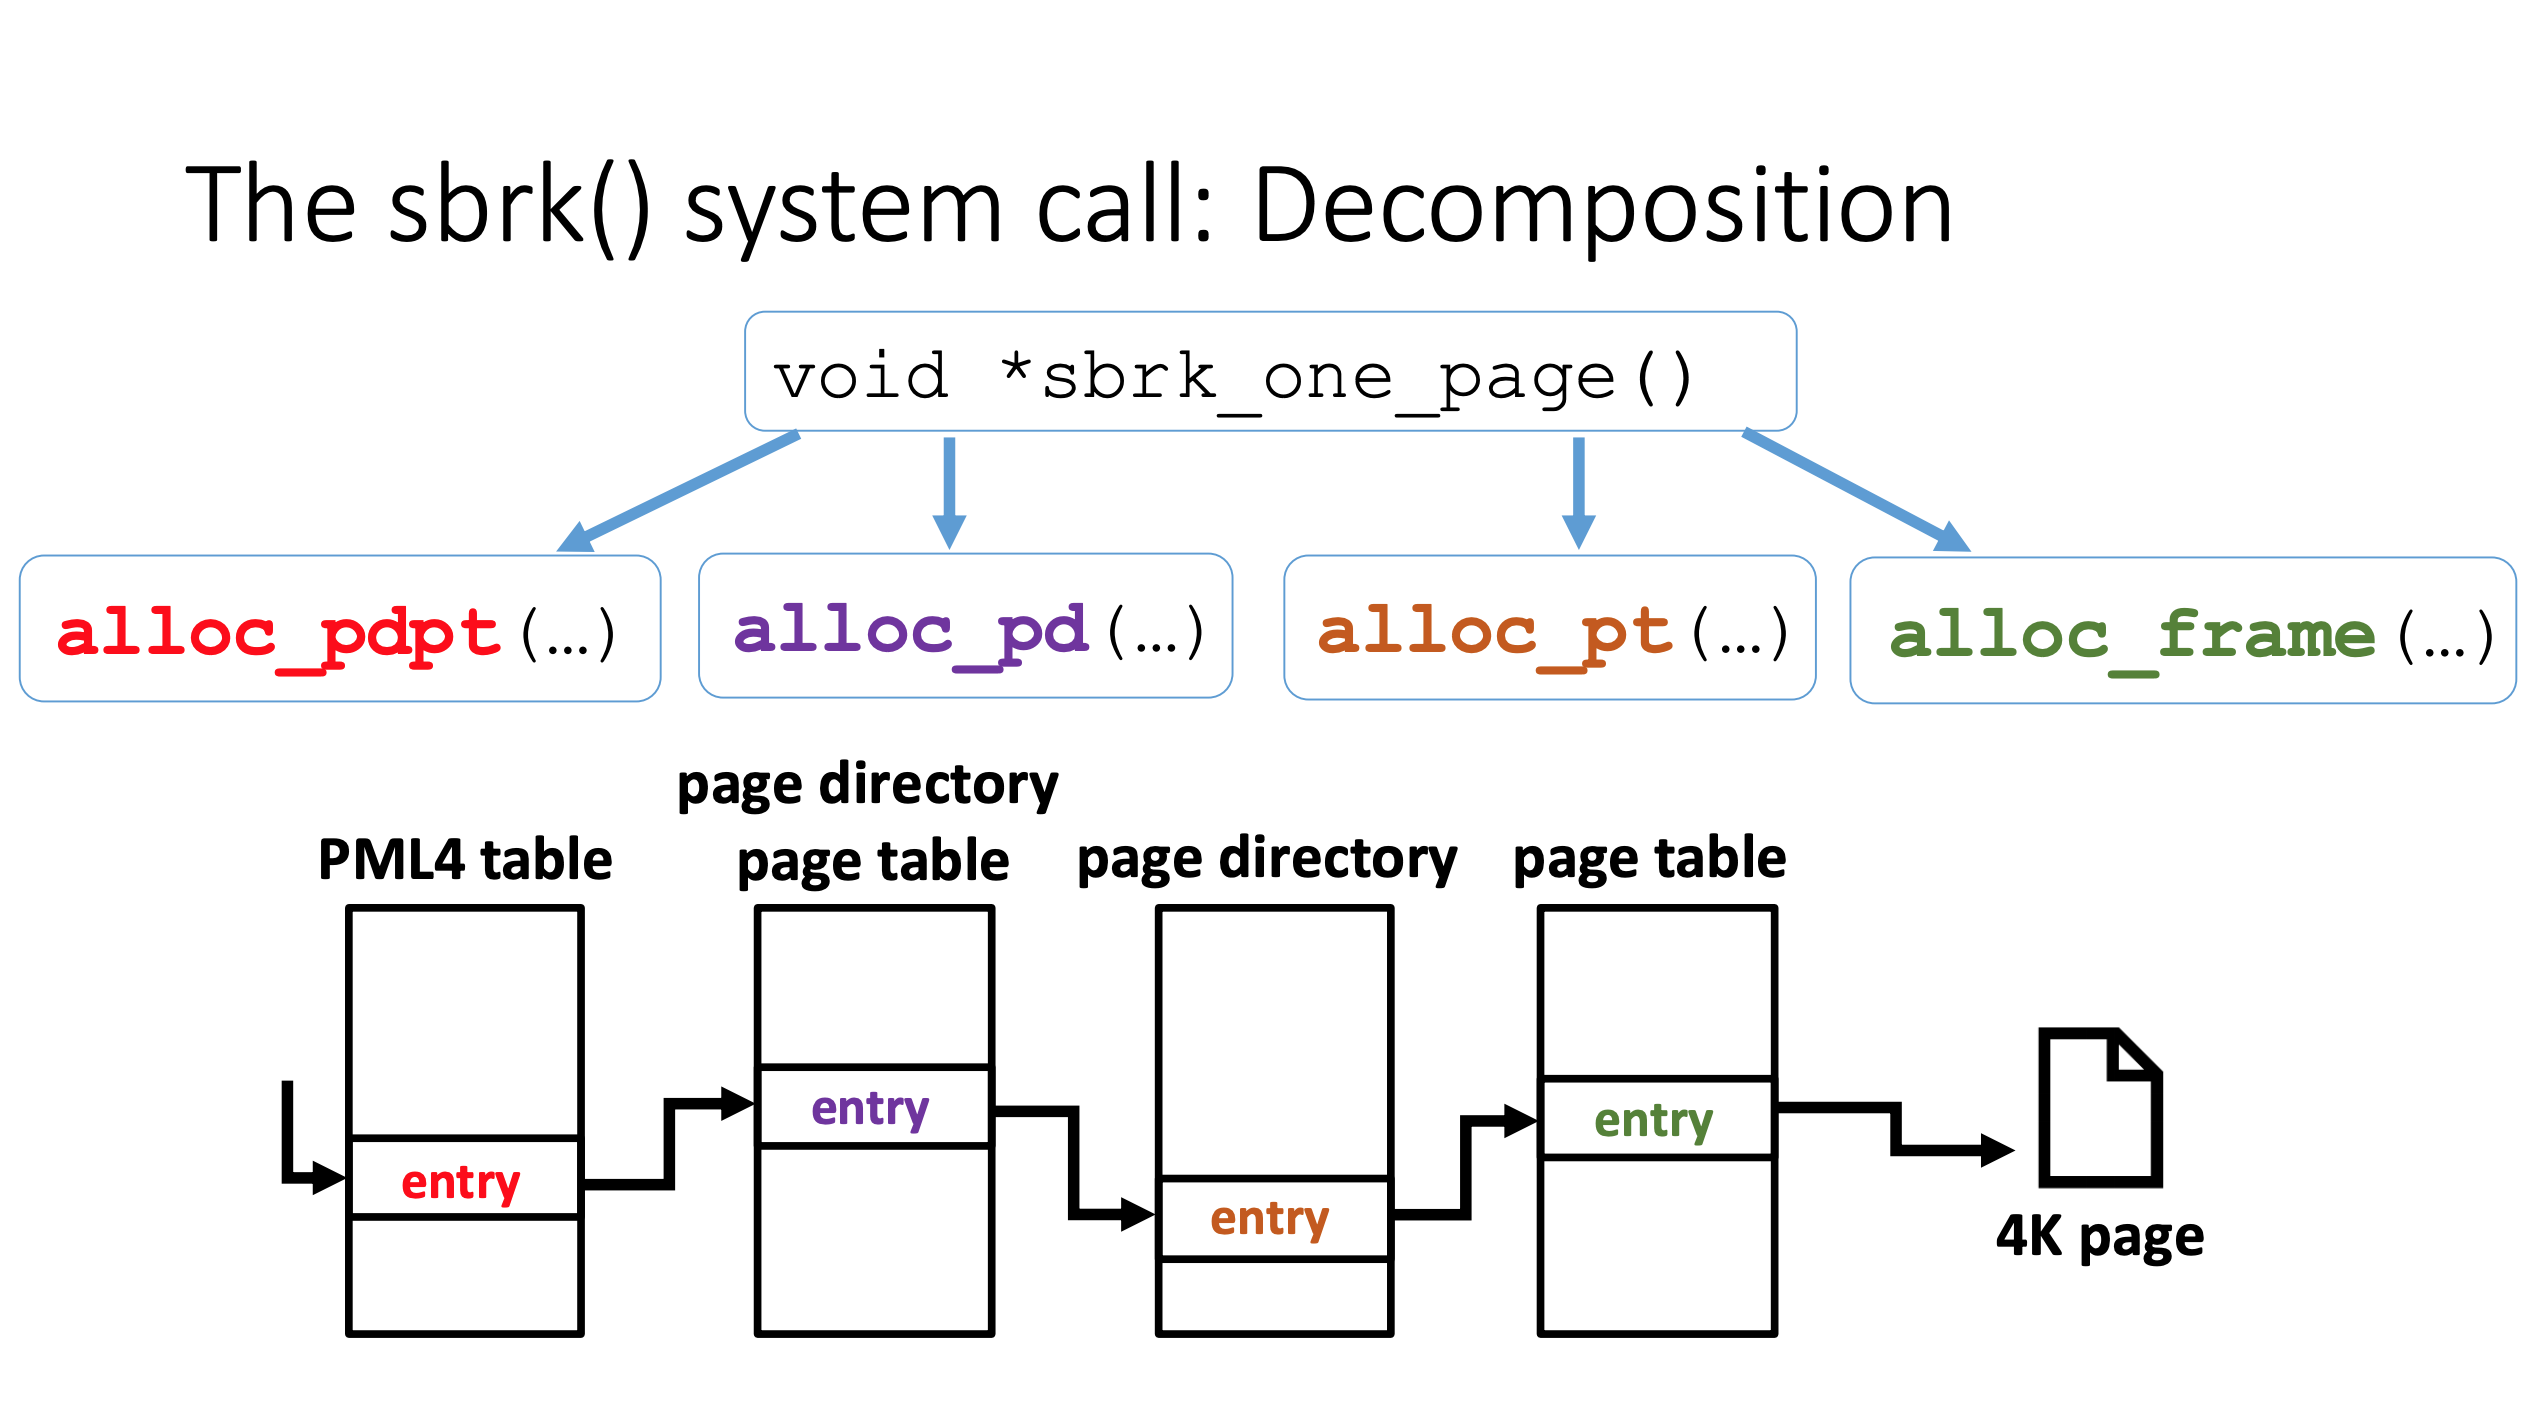 The sbrk() system call: Decomposition
void *sbrk_one_page()
alloc_pdpt(…)
alloc_pd(…)
alloc_pt(…)
alloc_frame(…)
PML4 table
page directory
page table
page directory
page table
entry
entry
entry
entry
4K page